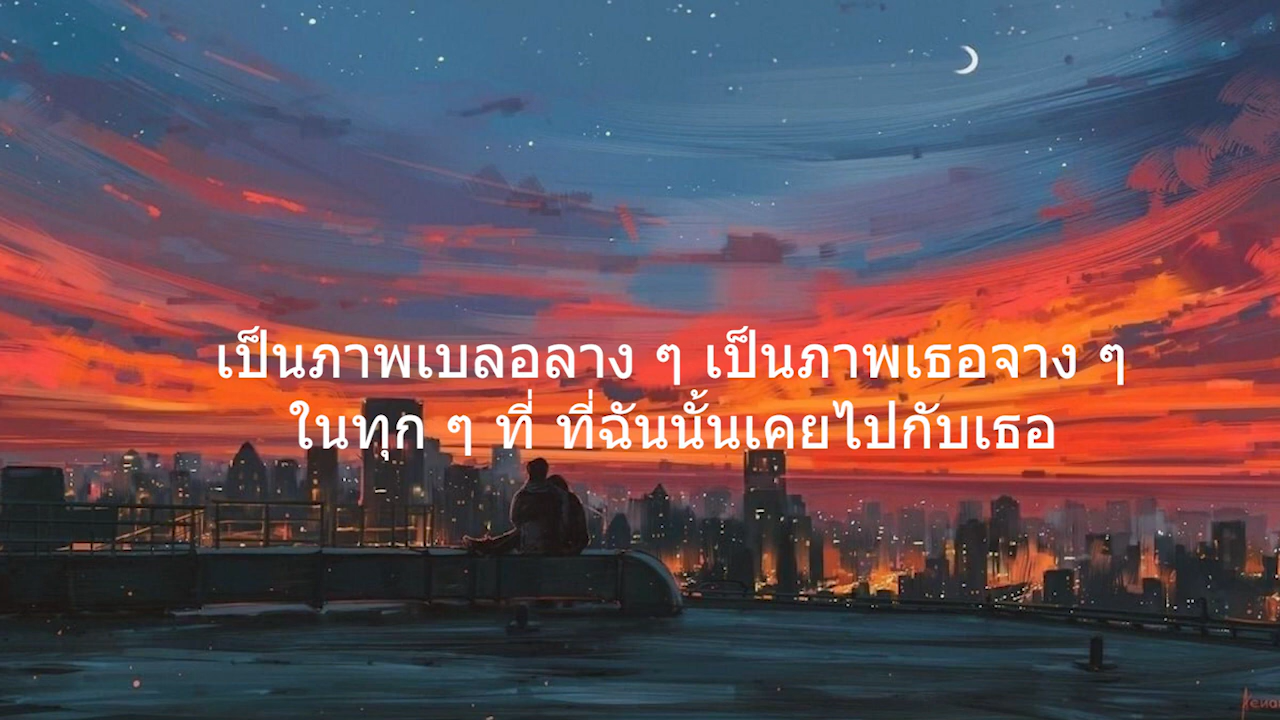 เป็นภาพเบลอลาง ๆ เป็นภาพเธอจาง ๆ
ในทุก ๆ ที่ ที่ฉันนั้นเคยไปกับเธอ